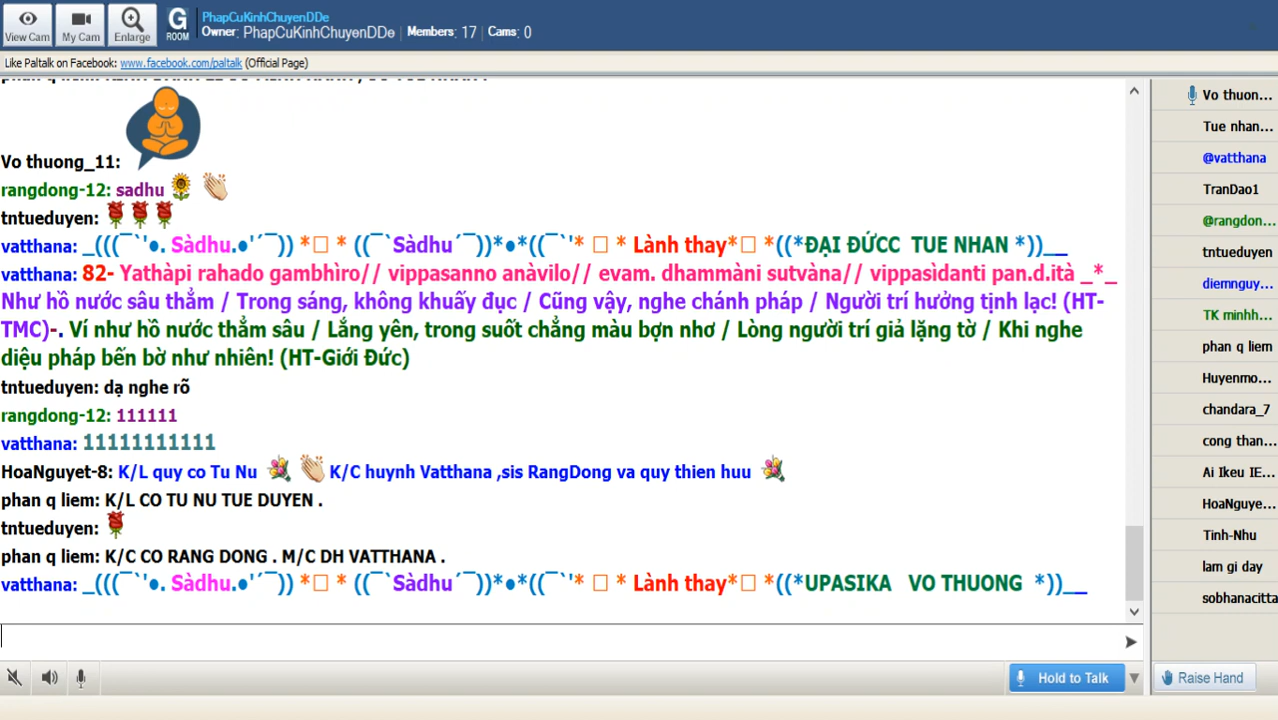 View Cam
My Cam
Enlarge
G
ROOM
PhapCuKinhChuyenDDe
Owner: PhapCuKinhChuyenDDe | Members: 17 | Cams: 0
Like Paltalk on Facebook: www.facebook.com/paltalk (Official Page)
Vo thuong_11:
rangdong-12: sadhu
tntueduyen:
vatthana: _(((¯`'●. Sàdhu.●'´¯)) *□ * ((¯`Sàdhu´¯))*●*((¯`'* □ * Lành thay*□ *((*ĐẠI ĐỨCC TUE NHAN *))__
vatthana: 82- Yathàpi rahado gambhìro// vippasanno anàvilo// evam. dhammàni sutvàna// vippasìdanti pan.d.ità _*_
Như hồ nước sâu thẳm / Trong sáng, không khuấy đục / Cũng vậy, nghe chánh pháp / Người trí hưởng tịnh lạc! (HT-
TMC)-. Ví như hồ nước thẳm sâu / Lắng yên, trong suốt chẳng màu bợn nhơ / Lòng người trí giả lặng tờ / Khi nghe
diệu pháp bến bờ như nhiên! (HT-Giới Đức)
tntueduyen: dạ nghe rõ
rangdong-12: 111111
vatthana: 11111111111
HoaNguyet-8: K/L quy co Tu Nu K/C huynh Vatthana ,sis RangDong va quy thien huu
phan q liem: K/L CO TU NU TUE DUYEN .
tntueduyen:
phan q liem: K/C CO RANG DONG . M/C DH VATTHANA .
vatthana: _(((¯`'●. Sàdhu.●'´¯)) *□ * ((¯`Sàdhu´¯))*●*((¯`'* □ * Lành thay*□ *((*UPASIKA VO THUONG *))__
Hold to Talk
Vo thuon...
Tue nhan...
@vatthana
TranDao1
@rangdon...
tntueduyen
diemnguy...
TK minhh...
phan q liem
Huyenmo...
chandara_7
cong than...
Ai Ikeu IE...
HoaNguye...
Tinh-Nhu
lam gi day
sobhanacitta
Raise Hand